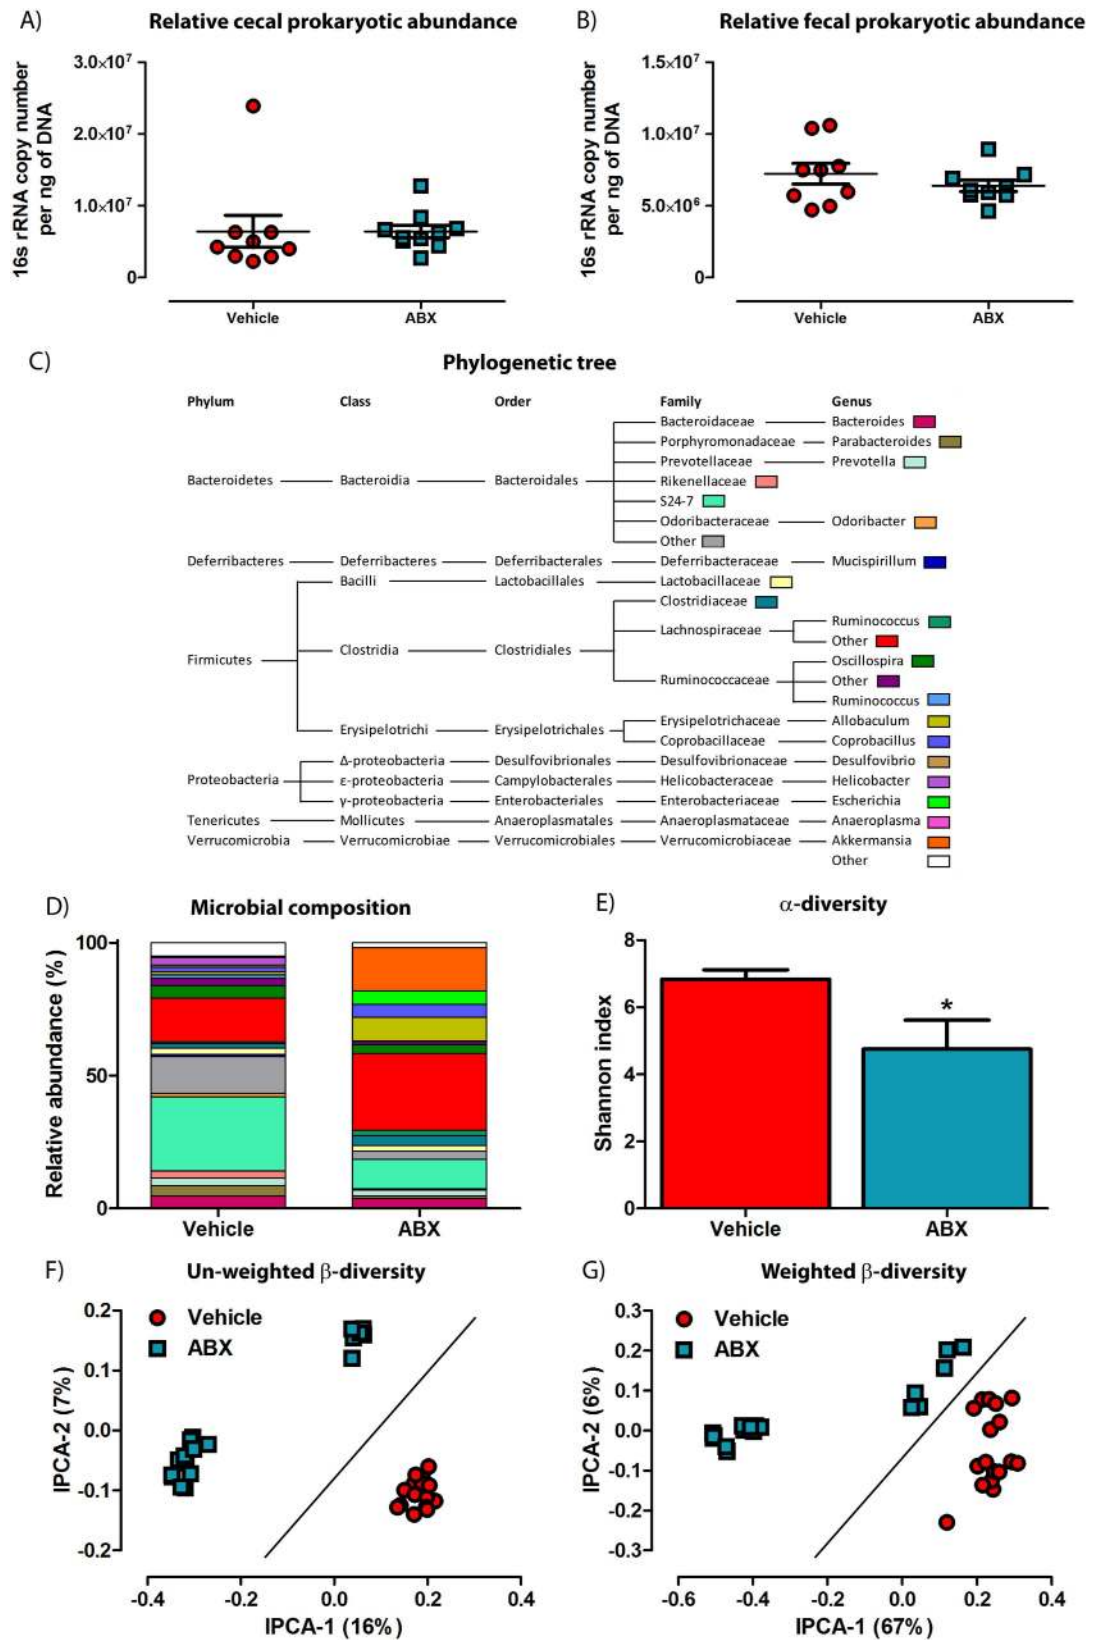 A)
Relative cecal prokaryotic abundance
16s rRNA copy number
per ng of DNA
3.0×10⁷
2.0×10⁷
1.0×10⁷
0
Vehicle
ABX
B)
Relative fecal prokaryotic abundance
16s rRNA copy number
per ng of DNA
1.5×10⁷
1.0×10⁷
5.0×10⁶
0
Vehicle
ABX
C)
Phylogenetic tree
Phylum Class Order Family Genus
Bacteroidaceae Bacteroides
Porphyromonadaceae Parabacteroides
Prevotellaceae Prevotella
Bacteroidetes Bacteroidia Bacteroidales Rikenellaceae
S24-7
Odoribacteraceae Odoribacter
Other
Deferribacteres Deferribacteres Deferribacterales Deferribacteraceae Mucispirillum
Bacilli Lactobacillales Lactobacillaceae
Clostridiaceae
Ruminococcus
Lachnospiraceae
Other
Clostridia Clostridiales
Firmicutes Oscillospira
Ruminococcaceae Other
Ruminococcus
Erysipelotrichaceae Allobaculum
Erysipelotrichi Erysipelotrichales
Coprobacillaceae Coprobacillus
Δ-proteobacteria Desulfovibrionales Desulfovibrionaceae Desulfovibrio
Proteobacteria ε-proteobacteria Campylobacterales Helicobacteraceae Helicobacter
γ-proteobacteria Enterobacteriales Enterobacteriaceae Escherichia
Tenericutes Mollicutes Anaeroplasmatales Anaeroplasmataceae Anaeroplasma
Verrucomicrobia Verrucomicrobiae Verrucomicrobiales Verrucomicrobiaceae Akkermansia
Other
D)
Microbial composition
Relative abundance (%)
100
50
0
Vehicle
ABX
E)
α-diversity
Shannon index
8
6
4
2
0
*
Vehicle
ABX
F)
Un-weighted β-diversity
Vehicle
ABX
IPCA-2 (7%)
0.2
0.1
0.0
-0.1
-0.2
-0.4 -0.2 0.0 0.2 0.4
IPCA-1 (16%)
G)
Weighted β-diversity
Vehicle
ABX
IPCA-2 (6%)
0.3
0.2
0.1
0.0
-0.1
-0.2
-0.3
-0.6 -0.4 -0.2 0.0 0.2 0.4
IPCA-1 (67%)